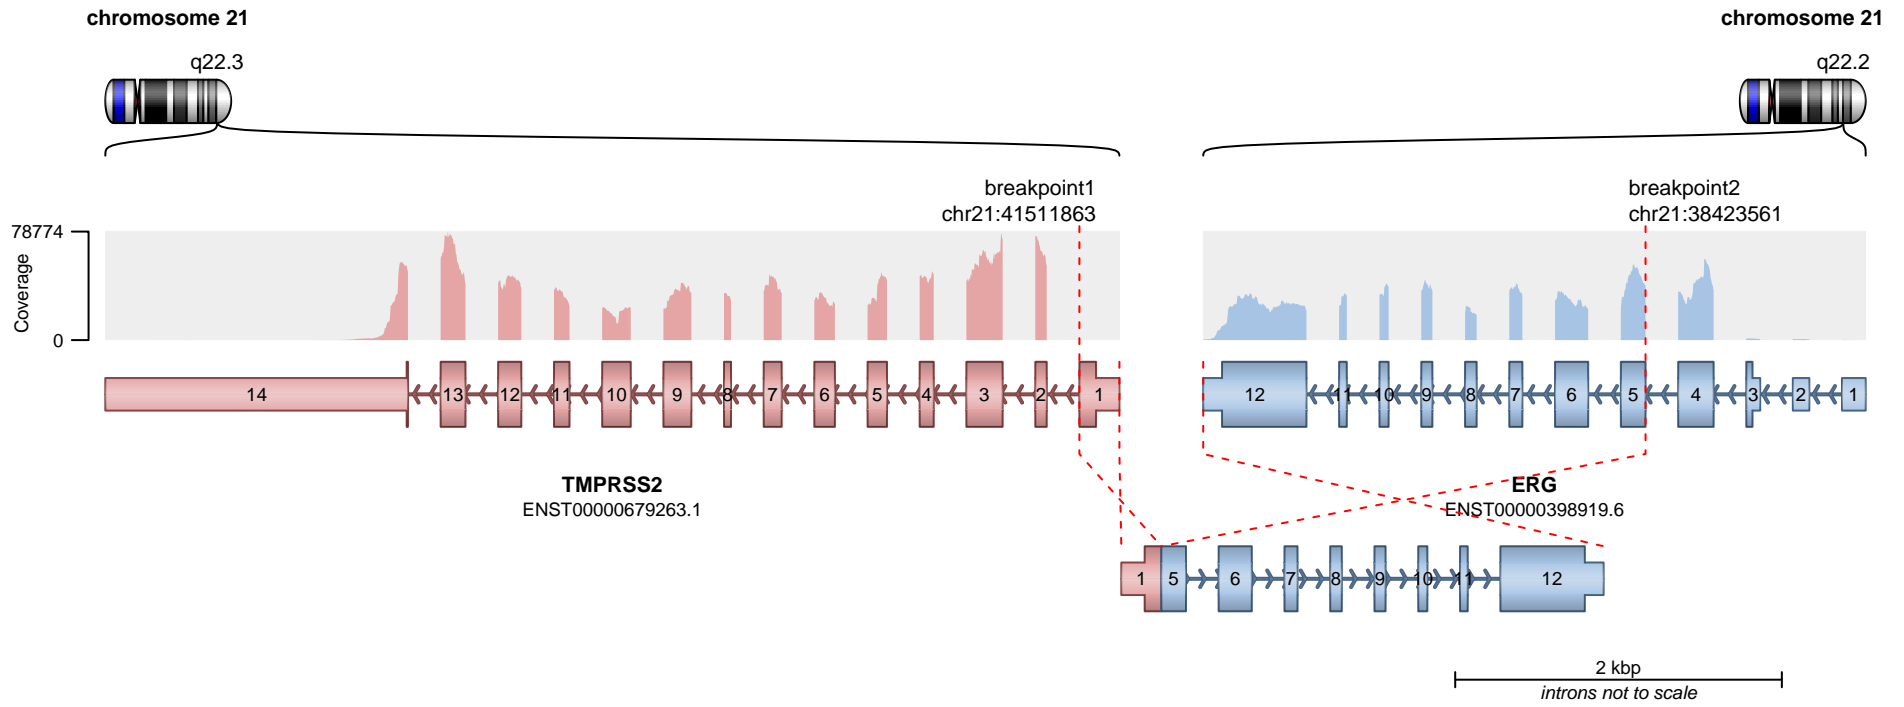 chromosome 21
chromosome 21
q22.3
q22.2
breakpoint1
chr21:41511863
breakpoint2
chr21:38423561
78774
Coverage
0
14 13 12 11 10 9 8 7 6 5 4 3 2 1
12 11 10 9 8 7 6 5 4 3 2 1
TMPRSS2
ENST00000679263.1
ERG
ENST00000398919.6
1 5 6 7 8 9 10 11 12
2 kbp
introns not to scale